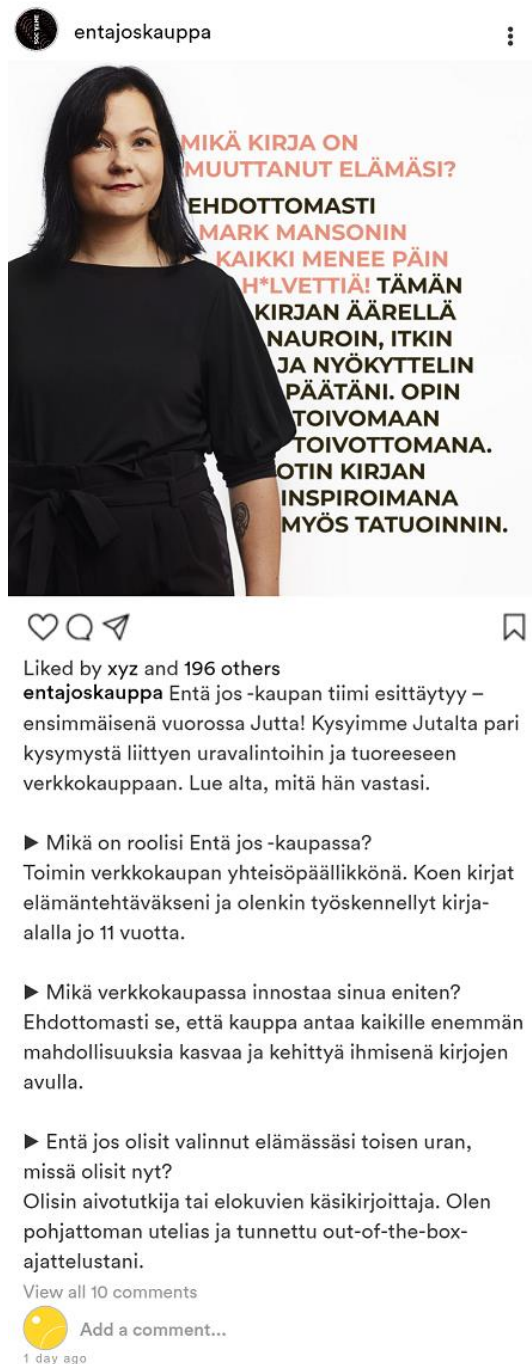 ENTÄ JOS
entajoskauppa
MIKÄ KIRJA ON
MUUTTANUT ELÄMÄSI?
EHDOTTOMASTI
MARK MANSONIN
KAIKKI MENEE PÄIN
H*LVETTIÄ! TÄMÄN
KIRJAN ÄÄRELLÄ
NAUROIN, ITKIN
JA NYÖKYTTELIN
PÄÄTÄNI. OPIN
TOIVOMAAN
TOIVOTTOMANA.
OTIN KIRJAN
INSPIROIMANA
MYÖS TATUOINNIN.
Liked by xyz and 196 others
entajoskauppa Entä jos -kaupan tiimi esittäytyy –
ensimmäisenä vuorossa Jutta! Kysyimme Jutalta pari
kysymystä liittyen uravalintoihin ja tuoreeseen
verkkokauppaan. Lue alta, mitä hän vastasi.
▶ Mikä on roolisi Entä jos -kaupassa?
Toimin verkkokaupan yhteisöpäällikkönä. Koen kirjat
elämäntehtäväkseni ja olenkin työskennellyt kirja-
alalla jo 11 vuotta.
▶ Mikä verkkokaupassa innostaa sinua eniten?
Ehdottomasti se, että kauppa antaa kaikille enemmän
mahdollisuuksia kasvaa ja kehittyä ihmisenä kirjojen
avulla.
▶ Entä jos olisit valinnut elämässäsi toisen uran,
missä olisit nyt?
Olisin aivotutkija tai elokuvien käsikirjoittaja. Olen
pohjattoman utelias ja tunnettu out-of-the-box-
ajattelustani.
View all 10 comments
Add a comment...
1 day ago